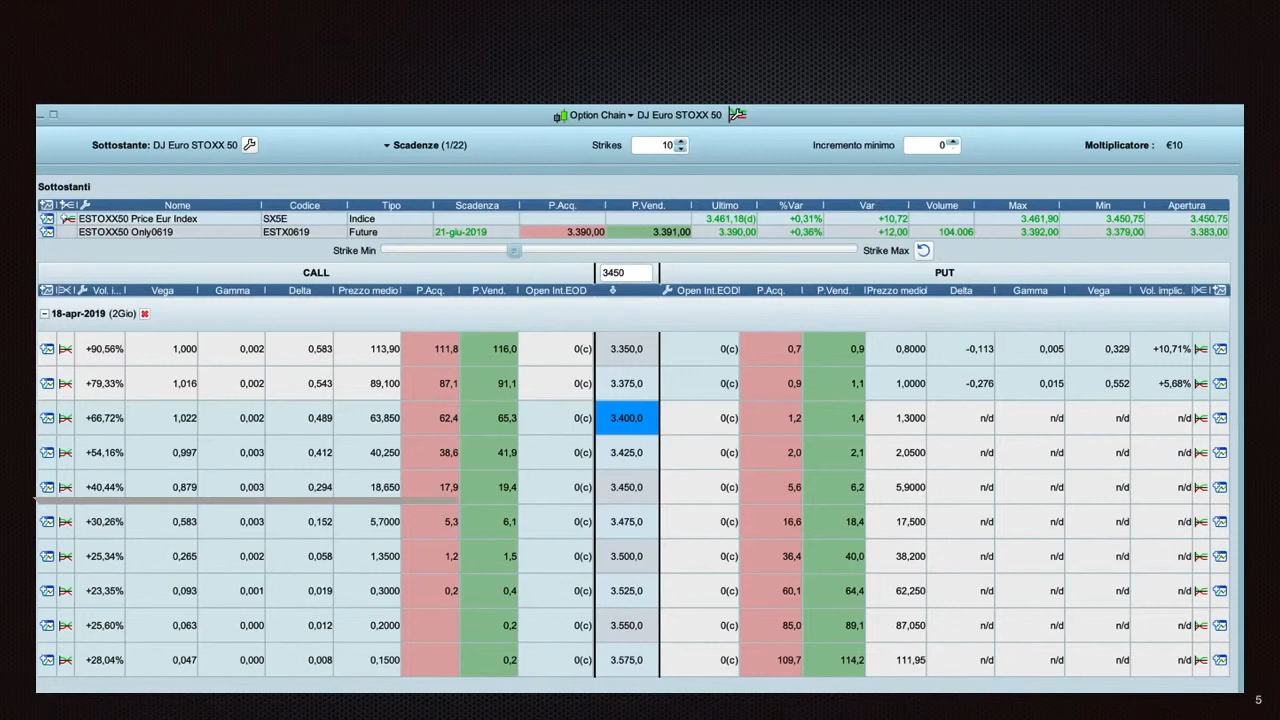 Option Chain DJ Euro STOXX 50
Sottostante: DJ Euro STOXX 50 Scadenze (1/22) Strikes 10 Incremento minimo 0 Moltiplicatore : €10
Sottostanti
Nome Codice Tipo Scadenza P.Acq. P.Vend. Ultimo %Var Var Volume Max Min Apertura
ESTOXX50 Price Eur Index SX5E Indice 3.461,18(d) +0,31% +10,72 3.461,90 3.450,75 3.450,75
ESTOXX50 Only0619 ESTX0619 Future 21-giu-2019 3.390,00 3.391,00 3.390,00 +0,36% +12,00 104.006 3.392,00 3.379,00 3.383,00
Strike Min Strike Max
CALL 3450 PUT
Vol. i... Vega Gamma Delta Prezzo medio P.Acq. P.Vend. Open Int.EOD Open Int.EOD P.Acq. P.Vend. Prezzo medio Delta Gamma Vega Vol. implic.
18-apr-2019 (2Gio)
+90,56% 1,000 0,002 0,583 113,90 111,8 116,0 0(c) 3.350,0 0(c) 0,7 0,9 0,8000 -0,113 0,005 0,329 +10,71%
+79,33% 1,016 0,002 0,543 89,100 87,1 91,1 0(c) 3.375,0 0(c) 0,9 1,1 1,0000 -0,276 0,015 0,552 +5,68%
+66,72% 1,022 0,002 0,489 63,850 62,4 65,3 0(c) 3.400,0 0(c) 1,2 1,4 1,3000 n/d n/d n/d n/d
+54,16% 0,997 0,002 0,412 40,250 38,6 41,9 0(c) 3.425,0 0(c) 2,0 2,1 2,0500 n/d n/d n/d n/d
+40,44% 0,879 0,003 0,294 18,650 17,9 19,4 0(c) 3.450,0 0(c) 5,6 6,2 5,9000 n/d n/d n/d n/d
+30,26% 0,583 0,003 0,152 5,7000 5,3 6,1 0(c) 3.475,0 0(c) 16,6 18,4 17,500 n/d n/d n/d n/d
+25,34% 0,265 0,002 0,058 1,3500 1,2 1,5 0(c) 3.500,0 0(c) 36,4 40,0 38,200 n/d n/d n/d n/d
+23,35% 0,093 0,001 0,019 0,3000 0,2 0,4 0(c) 3.525,0 0(c) 60,1 64,4 62,250 n/d n/d n/d n/d
+25,60% 0,063 0,000 0,012 0,2000 0,2 0(c) 3.550,0 0(c) 85,0 89,1 87,050 n/d n/d n/d n/d
+28,04% 0,047 0,000 0,008 0,1500 0,2 0(c) 3.575,0 0(c) 109,7 114,2 111,95 n/d n/d n/d n/d
5